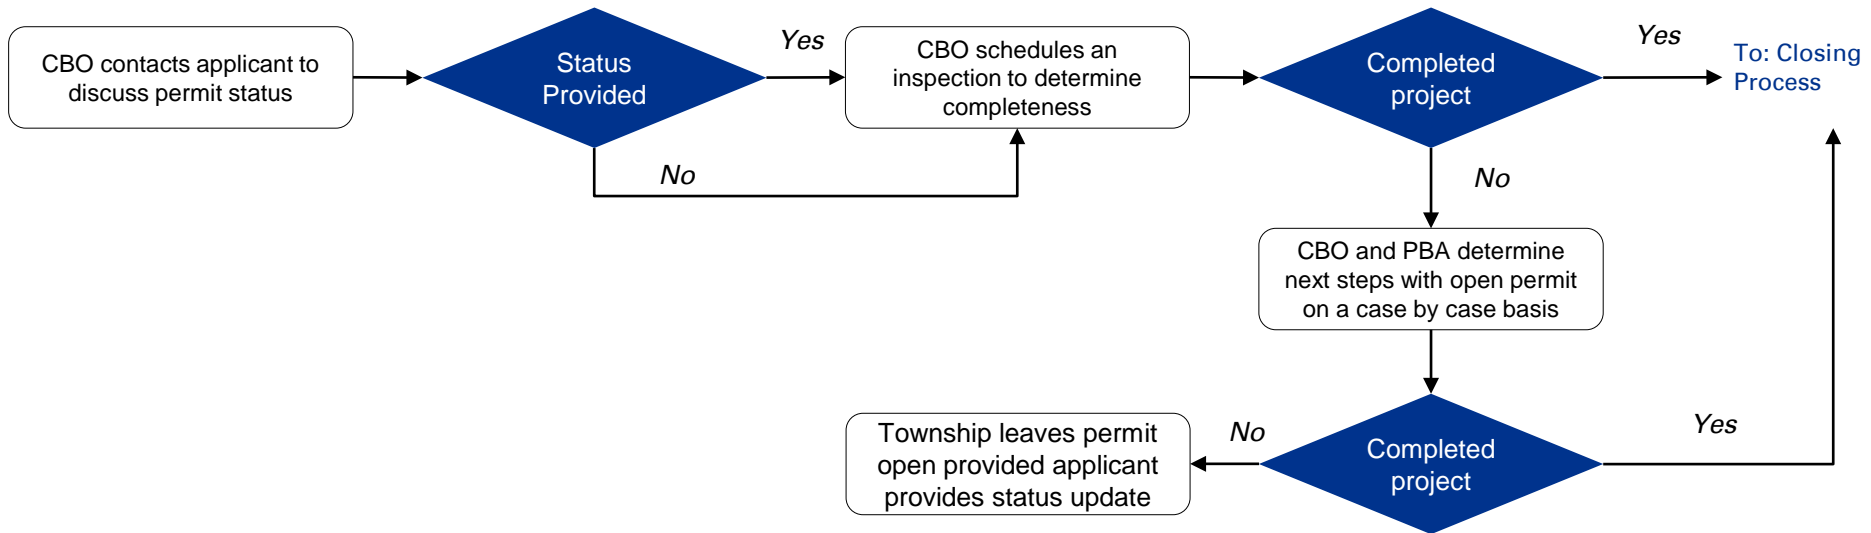 CBO contacts applicant to
discuss permit status
Status
Provided
Yes
No
CBO schedules an
inspection to determine
completeness
Completed
project
Yes
To: Closing
Process
No
CBO and PBA determine
next steps with open permit
on a case by case basis
Completed
project
Yes
No
Township leaves permit
open provided applicant
provides status update